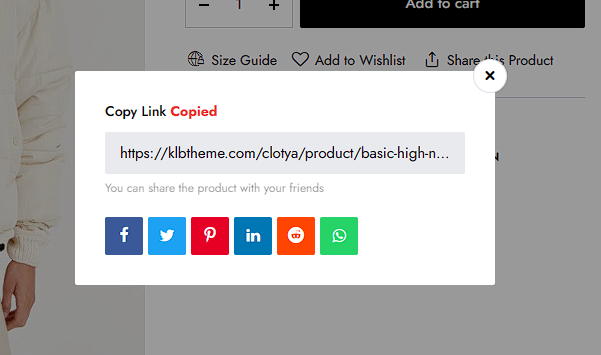 1
Add to cart
Size Guide Add to Wishlist Share this Product
Copy Link Copied
https://klbtheme.com/clotya/product/basic-high-n...
You can share the product with your friends